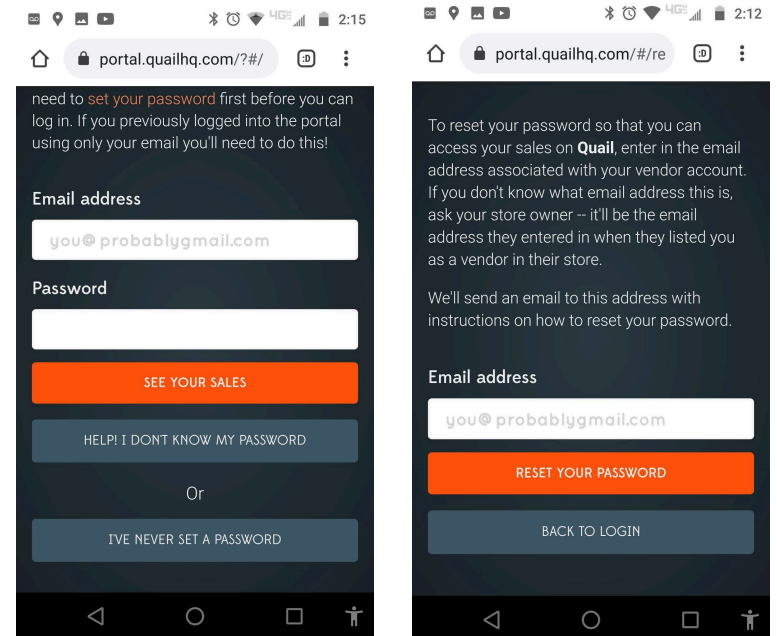 4GE 2:15
portal.quailhq.com/?#/ :D
need to set your password first before you can
log in. If you previously logged into the portal
using only your email you'll need to do this!
Email address
you@probablygmail.com
Password
SEE YOUR SALES
HELP! I DON'T KNOW MY PASSWORD
Or
I'VE NEVER SET A PASSWORD
4GE 2:12
portal.quailhq.com/#/re :D
To reset your password so that you can
access your sales on Quail, enter in the email
address associated with your vendor account.
If you don't know what email address this is,
ask your store owner -- it'll be the email
address they entered in when they listed you
as a vendor in their store.
We'll send an email to this address with
instructions on how to reset your password.
Email address
you@probablygmail.com
RESET YOUR PASSWORD
BACK TO LOGIN